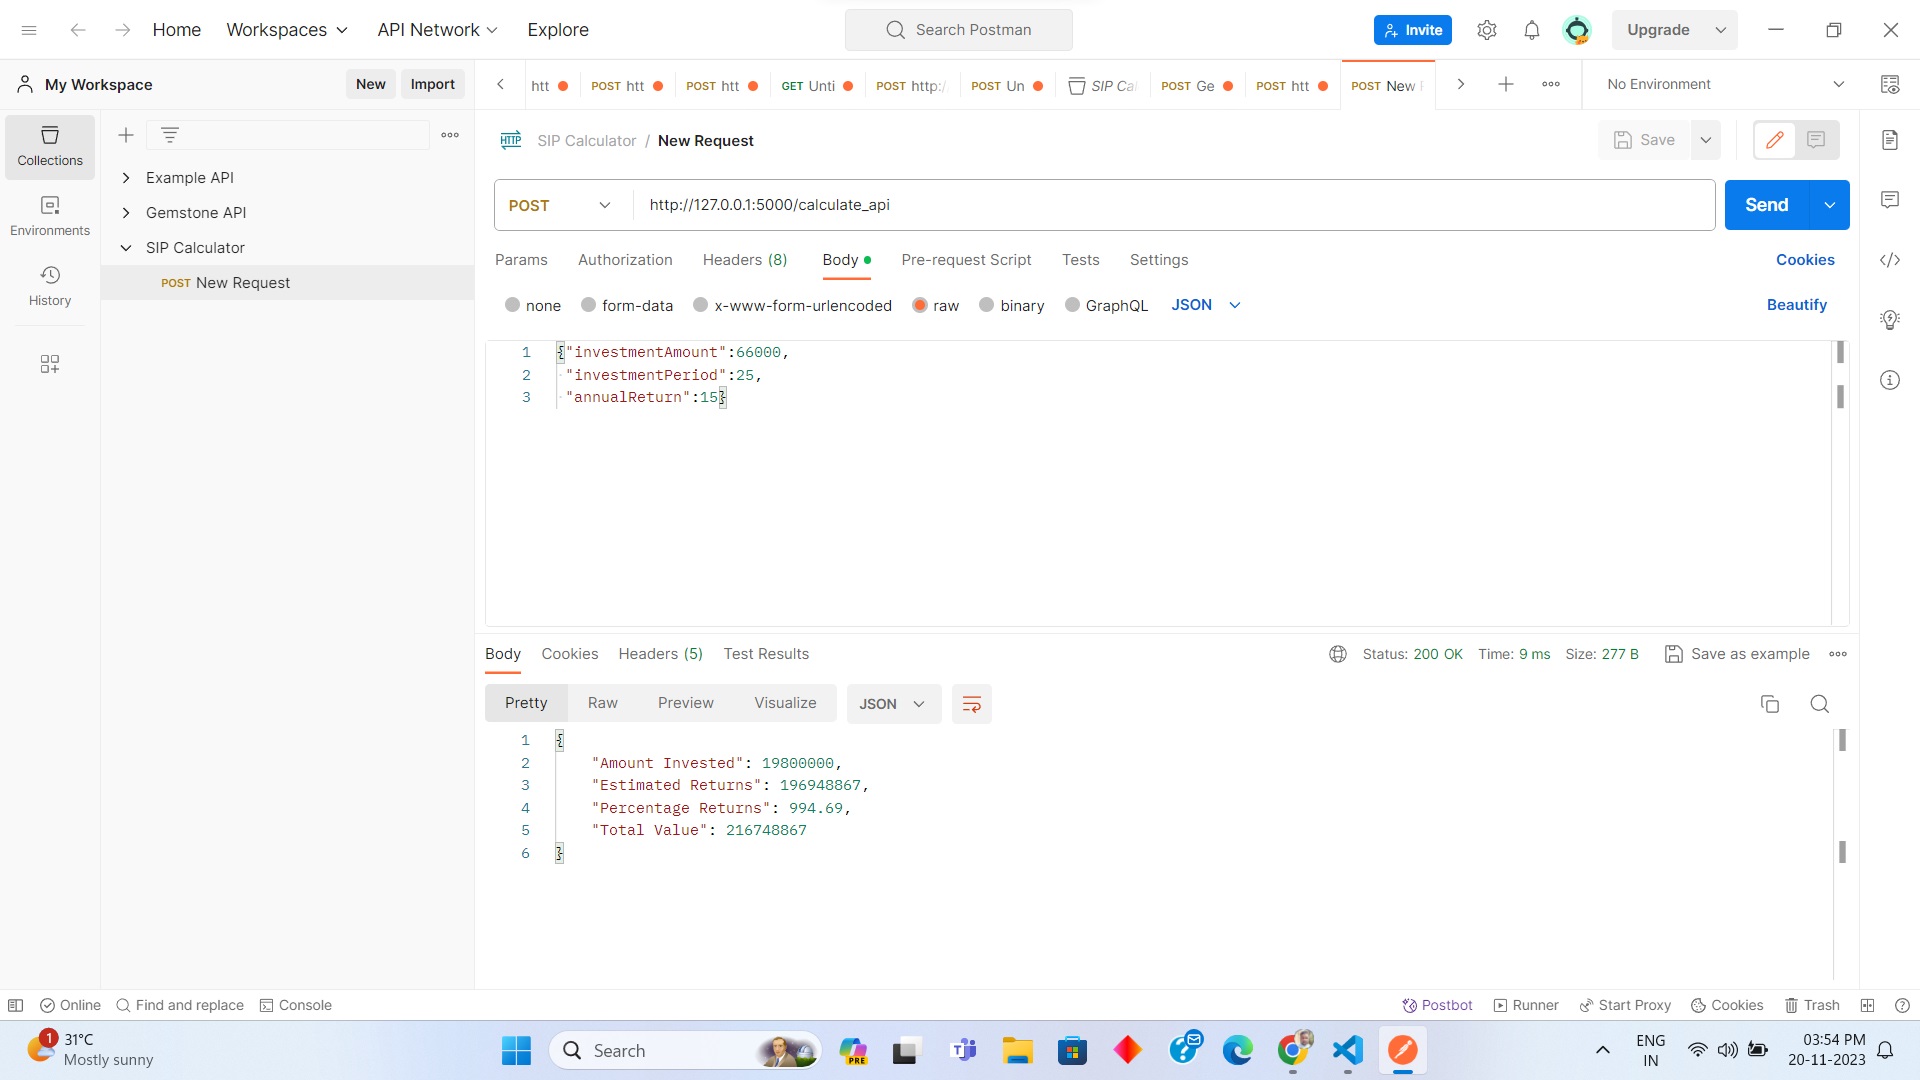 Home Workspaces API Network Explore Search Postman Invite Upgrade
My Workspace New Import
htt POST htt POST htt GET Unti POST http:/ POST Un SIP Cal POST Ge POST htt POST New No Environment
Collections
Environments
History
Example API
Gemstone API
SIP Calculator
POST New Request
HTTP SIP Calculator / New Request Save
POST http://127.0.0.1:5000/calculate_api Send
Params Authorization Headers (8) Body Pre-request Script Tests Settings Cookies
none form-data x-www-form-urlencoded raw binary GraphQL JSON Beautify
1 {"investmentAmount":66000,
2 "investmentPeriod":25,
3 "annualReturn":15}
Body Cookies Headers (5) Test Results Status: 200 OK Time: 9 ms Size: 277 B Save as example
Pretty Raw Preview Visualize JSON
1 {
2 "Amount Invested": 19800000,
3 "Estimated Returns": 196948867,
4 "Percentage Returns": 994.69,
5 "Total Value": 216748867
6 }
Online Find and replace Console Postbot Runner Start Proxy Cookies Trash
1 31°C
Mostly sunny
Search
PRE
ENG
IN
03:54 PM
20-11-2023